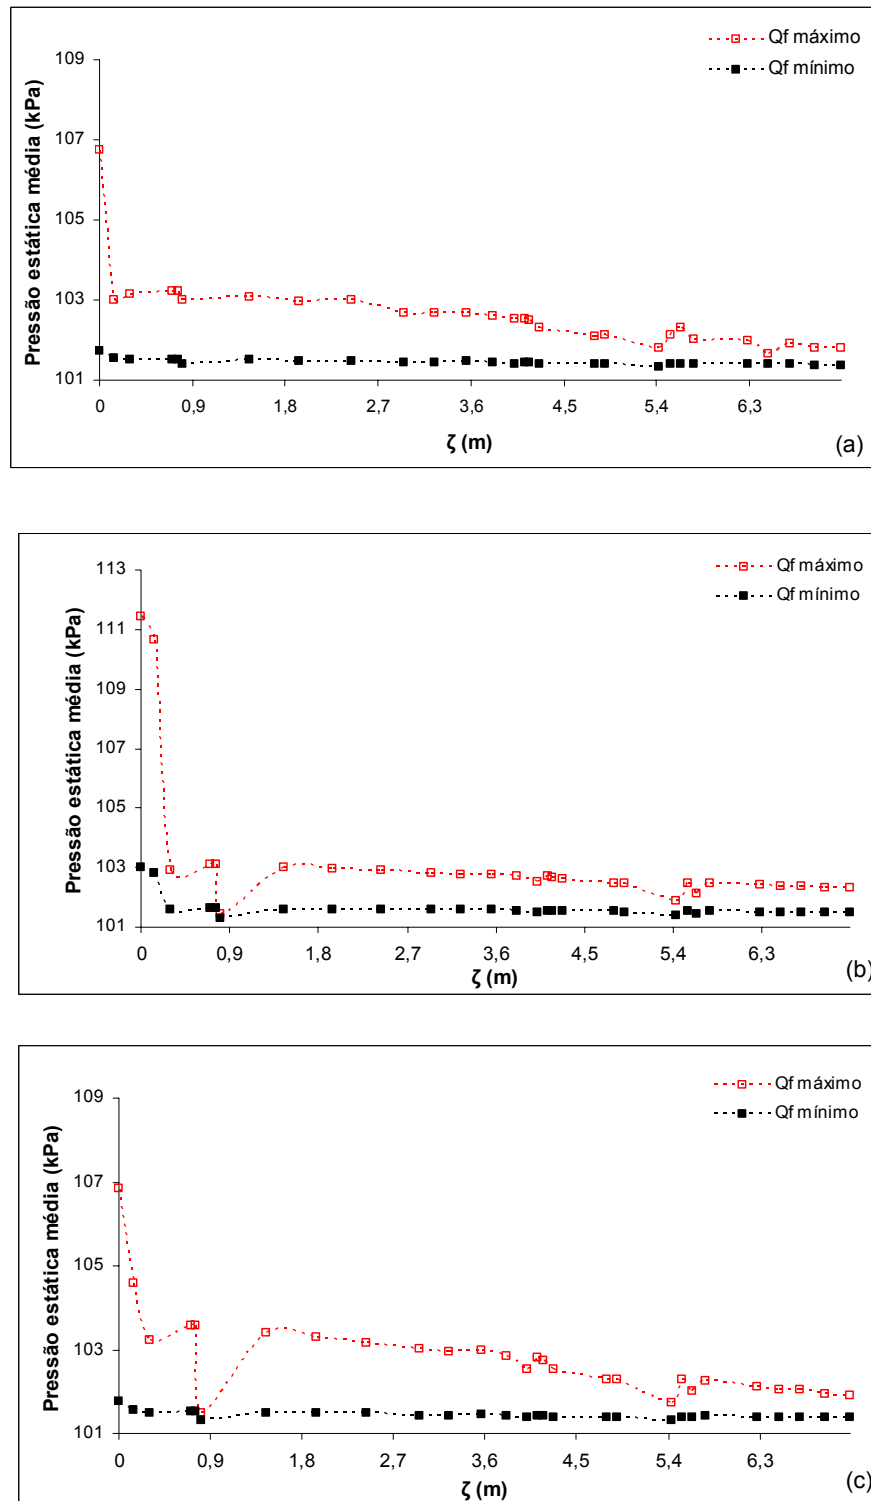 Qf máximo
Qf mínimo
Pressão estática média (kPa)
109
107
105
103
101
0 0,9 1,8 2,7 3,6 4,5 5,4 6,3
ζ (m)
(a)
Qf máximo
Qf mínimo
Pressão estática média (kPa)
113
111
109
107
105
103
101
0 0,9 1,8 2,7 3,6 4,5 5,4 6,3
ζ (m)
(b)
Qf máximo
Qf mínimo
Pressão estática média (kPa)
109
107
105
103
101
0 0,9 1,8 2,7 3,6 4,5 5,4 6,3
ζ (m)
(c)